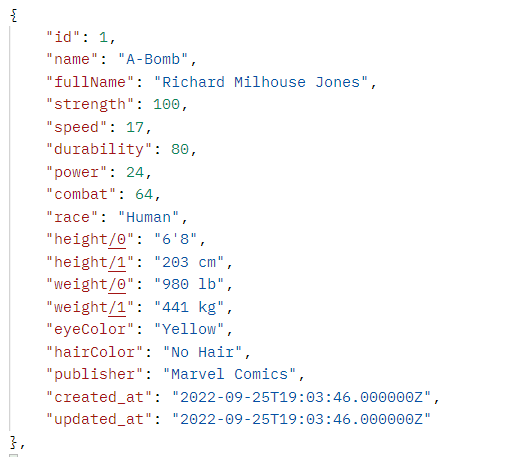 {
"id": 1,
"name": "A-Bomb",
"fullName": "Richard Milhouse Jones",
"strength": 100,
"speed": 17,
"durability": 80,
"power": 24,
"combat": 64,
"race": "Human",
"height/0": "6'8",
"height/1": "203 cm",
"weight/0": "980 lb",
"weight/1": "441 kg",
"eyeColor": "Yellow",
"hairColor": "No Hair",
"publisher": "Marvel Comics",
"created_at": "2022-09-25T19:03:46.000000Z",
"updated_at": "2022-09-25T19:03:46.000000Z"
},